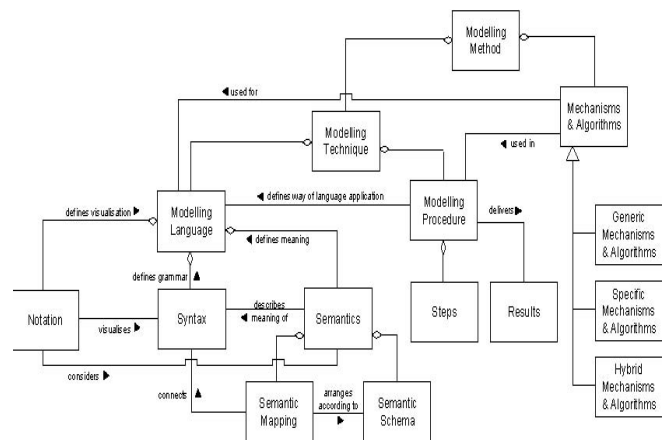 Modelling
Method
◄ used for
Mechanisms
& Algorithms
Modelling
Technique
◄ used in
Modelling
Language
◄ defines way of language application
Modelling
Procedure
defines visualisation ►
delivers ►
◄ defines meaning
Generic
Mechanisms
& Algorithms
defines grammar ▲
Notation
visualises ►
Syntax
describes
◄ meaning of
Semantics
Steps
Results
Specific
Mechanisms
& Algorithms
considers ►
connects ▲
Semantic
Mapping
arranges
according to
►
Semantic
Schema
Hybrid
Mechanisms
& Algorithms